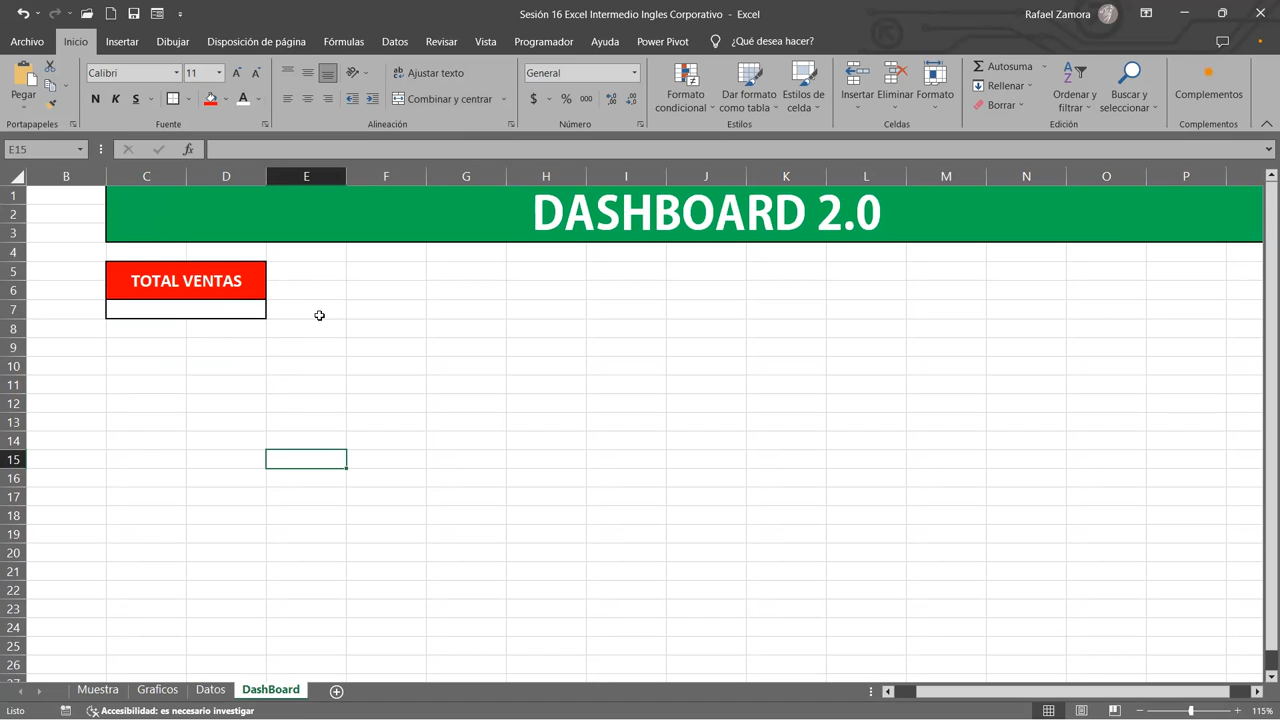 Sesión 16 Excel Intermedio Ingles Corporativo - Excel
Rafael Zamora
Archivo Inicio Insertar Dibujar Disposición de página Fórmulas Datos Revisar Vista Programador Ayuda Power Pivot ¿Qué desea hacer?
Pegar
Portapapeles
Calibri 11
N K S
Fuente
Ajustar texto
Combinar y centrar
Alineación
General
$ % 000
Número
Formato condicional
Dar formato como tabla
Estilos de celda
Estilos
Insertar Eliminar Formato
Celdas
Autosuma
Rellenar
Borrar
Ordenar y filtrar
Buscar y seleccionar
Edición
Complementos
Complementos
E15
fx
B C D E F G H I J K L M N O P
1
2
3
4
5
6
7
8
9
10
11
12
13
14
15
16
17
18
19
20
21
22
23
24
25
26
DASHBOARD 2.0
TOTAL VENTAS
Muestra Graficos Datos DashBoard
Listo
Accesibilidad: es necesario investigar
115%